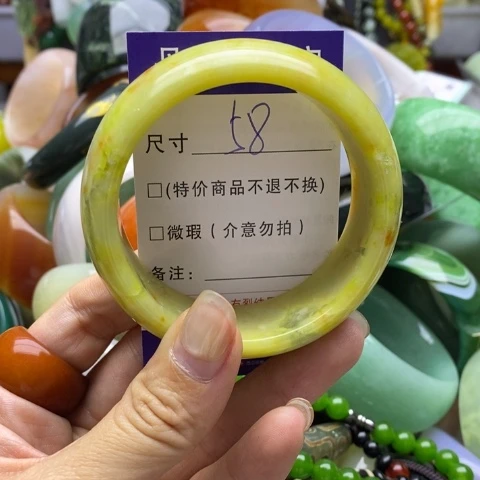 尺寸 58
□(特价商品不退不换)
□微瑕（介意勿拍）
备注：